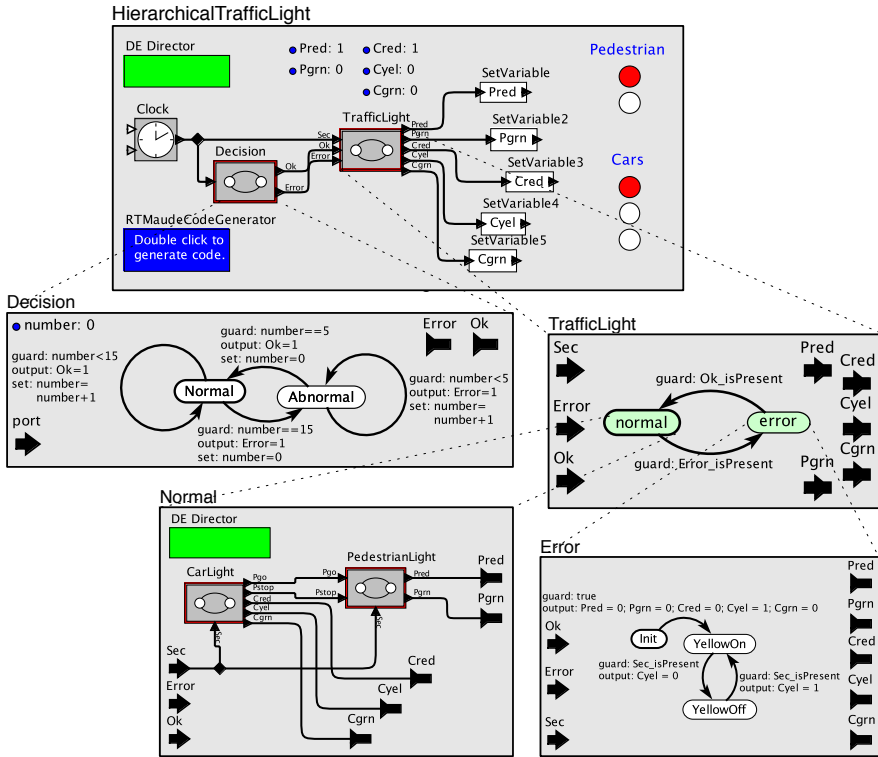 HierarchicalTrafficLight
DE Director
Pred: 1
Cred: 1
Pgrn: 0
Cyel: 0
Cgrn: 0
Pedestrian
Cars
Clock
Decision
Ok
Error
Sec
Ok
Error
TrafficLight
Pred
Pgrn
Cred
Cyel
Cgrn
SetVariable
Pred
SetVariable2
Pgrn
SetVariable3
Cred
SetVariable4
Cyel
SetVariable5
Cgrn
RTMaudeCodeGenerator
Double click to
generate code.
Decision
number: 0
guard: number<15
output: Ok=1
set: number=
number+1
port
guard: number==5
output: Ok=1
set: number=0
Normal
Abnormal
guard: number==15
output: Error=1
set: number=0
Error
Ok
guard: number<5
output: Error=1
set: number=
number+1
TrafficLight
Sec
Error
Ok
guard: Ok_isPresent
normal
error
guard: Error_isPresent
Pred
Cred
Cyel
Cgrn
Pgrn
Normal
DE Director
CarLight
Pgo
Pstop
Cred
Cyel
Cgrn
Sec
PedestrianLight
Pgo
Pstop
Pred
Pgrn
Sec
Pred
Pgrn
Sec
Error
Ok
Cred
Cyel
Cgrn
Error
guard: true
output: Pred = 0; Pgrn = 0; Cred = 0; Cyel = 1; Cgrn = 0
Ok
Error
Sec
Init
YellowOn
guard: Sec_isPresent
output: Cyel = 0
guard: Sec_isPresent
output: Cyel = 1
YellowOff
Pred
Pgrn
Cred
Cyel
Cgrn